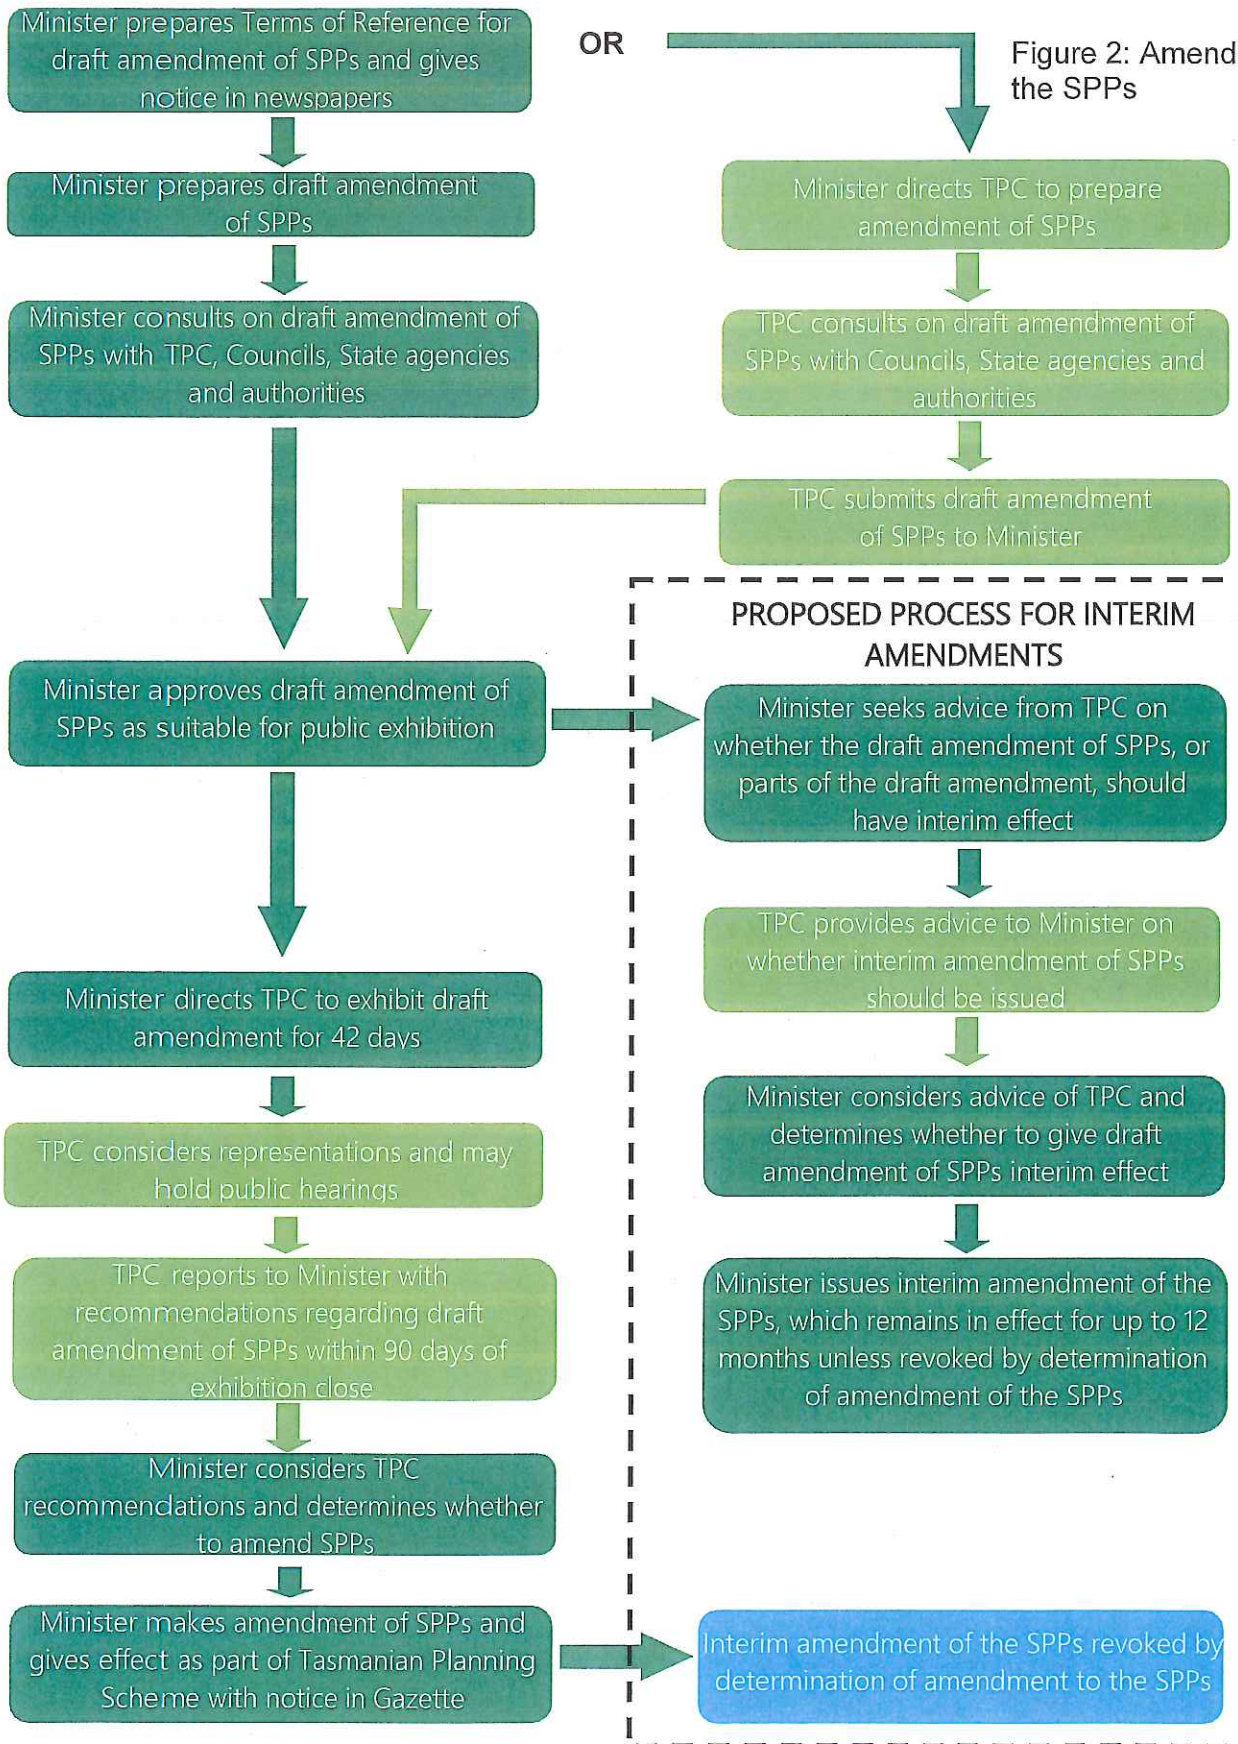 Minister prepares Terms of Reference for
draft amendment of SPPs and gives
notice in newspapers
OR
Figure 2: Amend
the SPPs
Minister prepares draft amendment
of SPPs
Minister directs TPC to prepare
amendment of SPPs
Minister consults on draft amendment of
SPPs with TPC, Councils, State agencies
and authorities
TPC consults on draft amendment of
SPPs with Councils, State agencies and
authorities
TPC submits draft amendment
of SPPs to Minister
Minister approves draft amendment of
SPPs as suitable for public exhibition
PROPOSED PROCESS FOR INTERIM
AMENDMENTS
Minister seeks advice from TPC on
whether the draft amendment of SPPs, or
parts of the draft amendment, should
have interim effect
TPC provides advice to Minister on
whether interim amendment of SPPs
should be issued
Minister considers advice of TPC and
determines whether to give draft
amendment of SPPs interim effect
Minister issues interim amendment of the
SPPs, which remains in effect for up to 12
months unless revoked by determination
of amendment of the SPPs
Minister directs TPC to exhibit draft
amendment for 42 days
TPC considers representations and may
hold public hearings
TPC reports to Minister with
recommendations regarding draft
amendment of SPPs within 90 days of
exhibition close
Minister considers TPC
recommendations and determines whether
to amend SPPs
Minister makes amendment of SPPs and
gives effect as part of Tasmanian Planning
Scheme with notice in Gazette
Interim amendment of the SPPs revoked by
determination of amendment to the SPPs